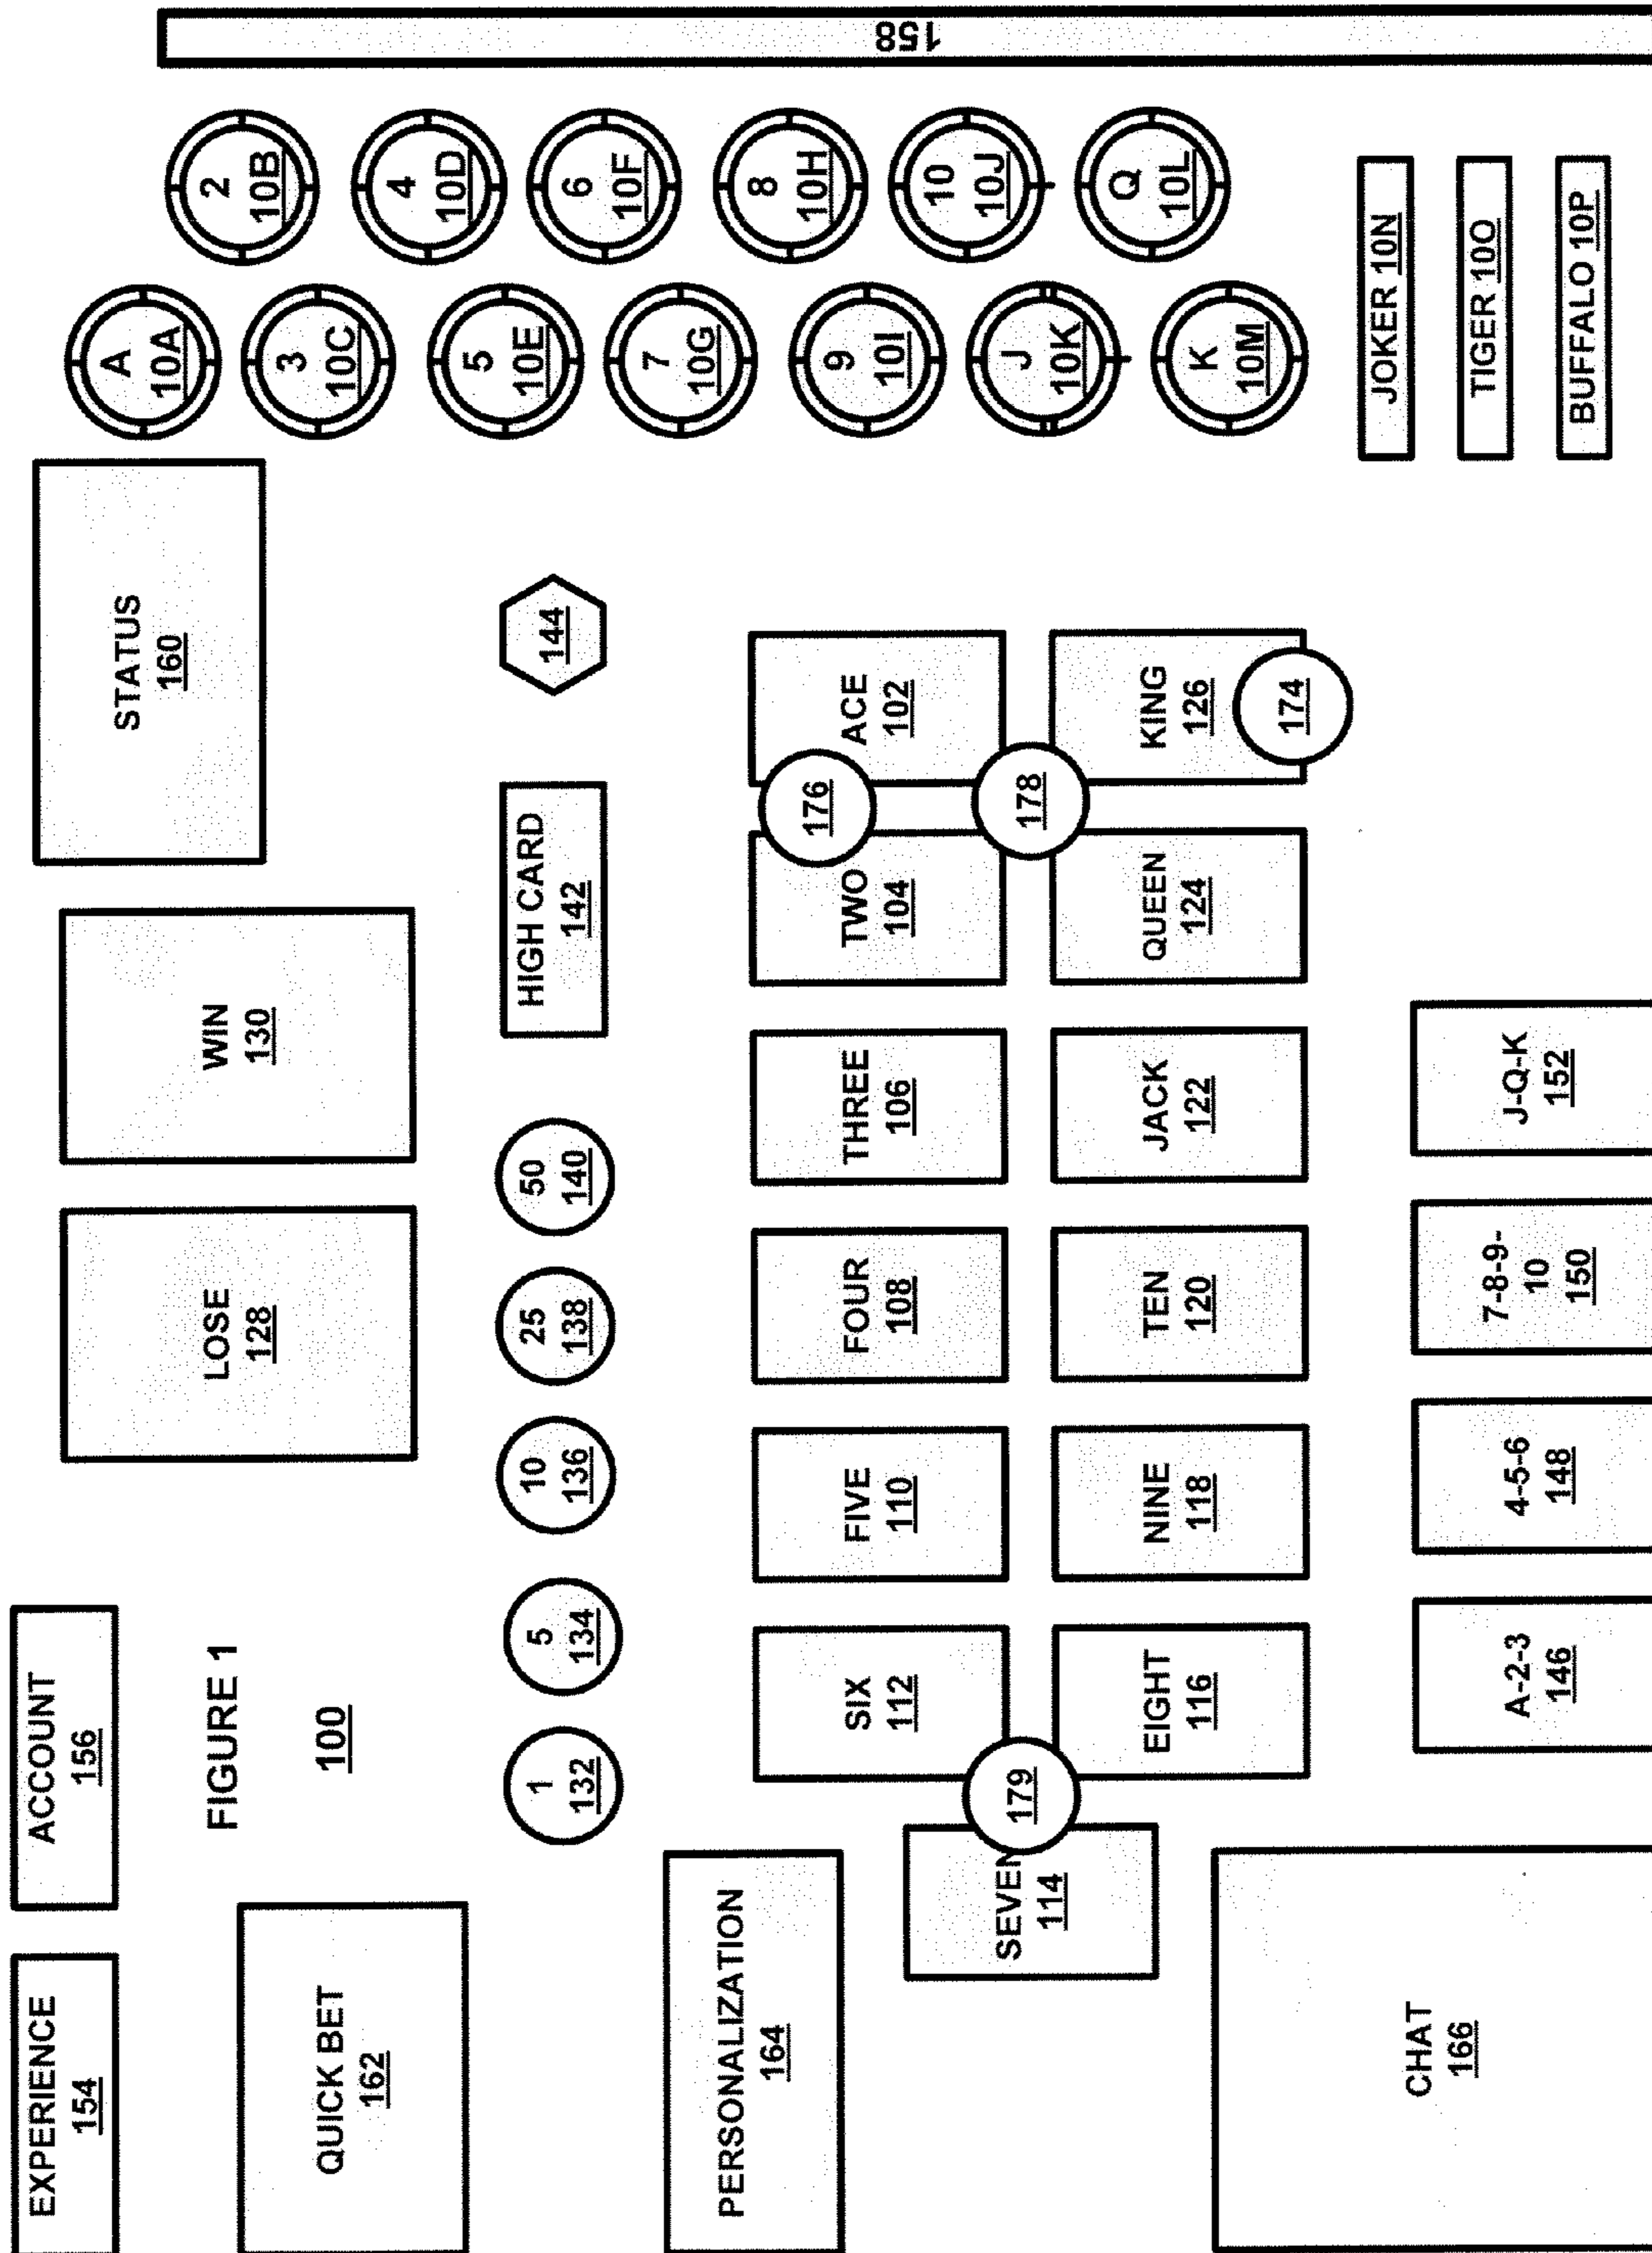 EXPERIENCE
154
ACCOUNT
156
FIGURE 1
100
QUICK BET
162
LOSE
128
WIN
130
STATUS
160
A
10A
3
10C
5
10E
7
10G
9
10I
J
10K
K
10M
2
10B
4
10D
6
10F
8
10H
10
10J
Q
10L
158
1
132
5
134
10
136
25
138
50
140
HIGH CARD
142
144
PERSONALIZATION
164
SIX
112
FIVE
110
FOUR
108
THREE
106
TWO
104
176
ACE
102
SEVEN
114
179
178
EIGHT
116
NINE
118
TEN
120
JACK
122
QUEEN
124
KING
126
174
JOKER 10N
TIGER 10O
BUFFALO 10P
CHAT
166
A-2-3
146
4-5-6
148
7-8-9-
10
150
J-Q-K
152